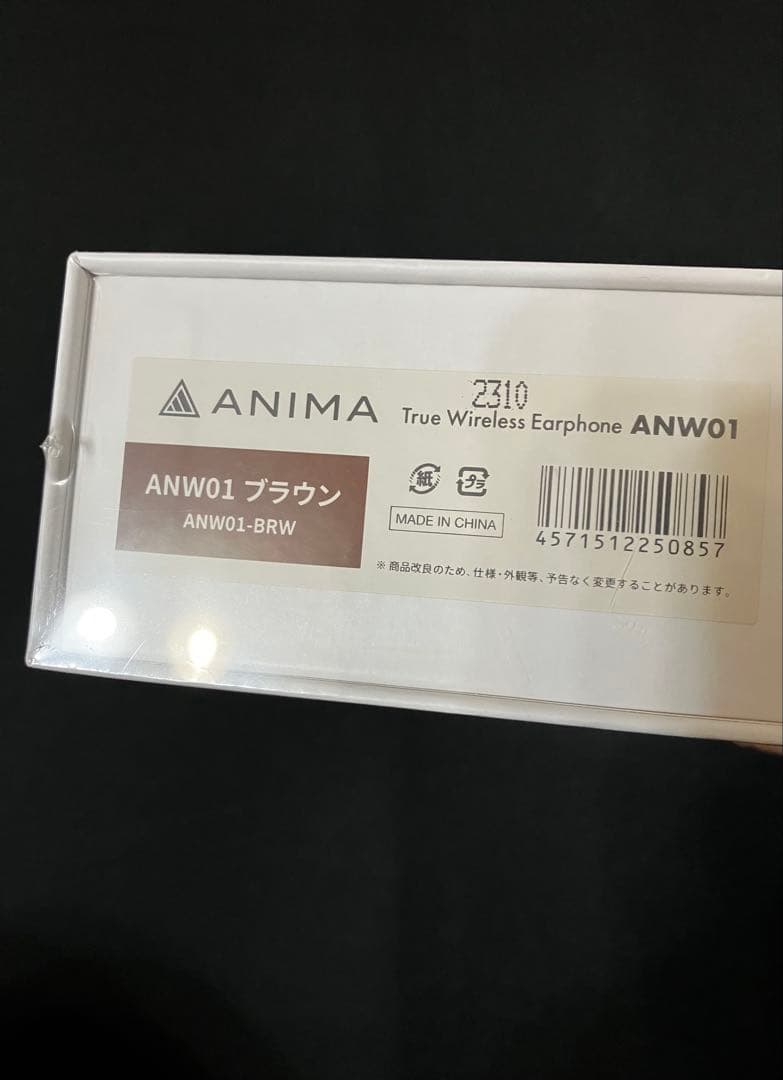 ANIMA
2310
True Wireless Earphone ANW01
ANW01 ブラウン
ANW01-BRW
紙
プラ
MADE IN CHINA
4571512250857
※商品改良のため、仕様・外観等、予告なく変更することがあります。